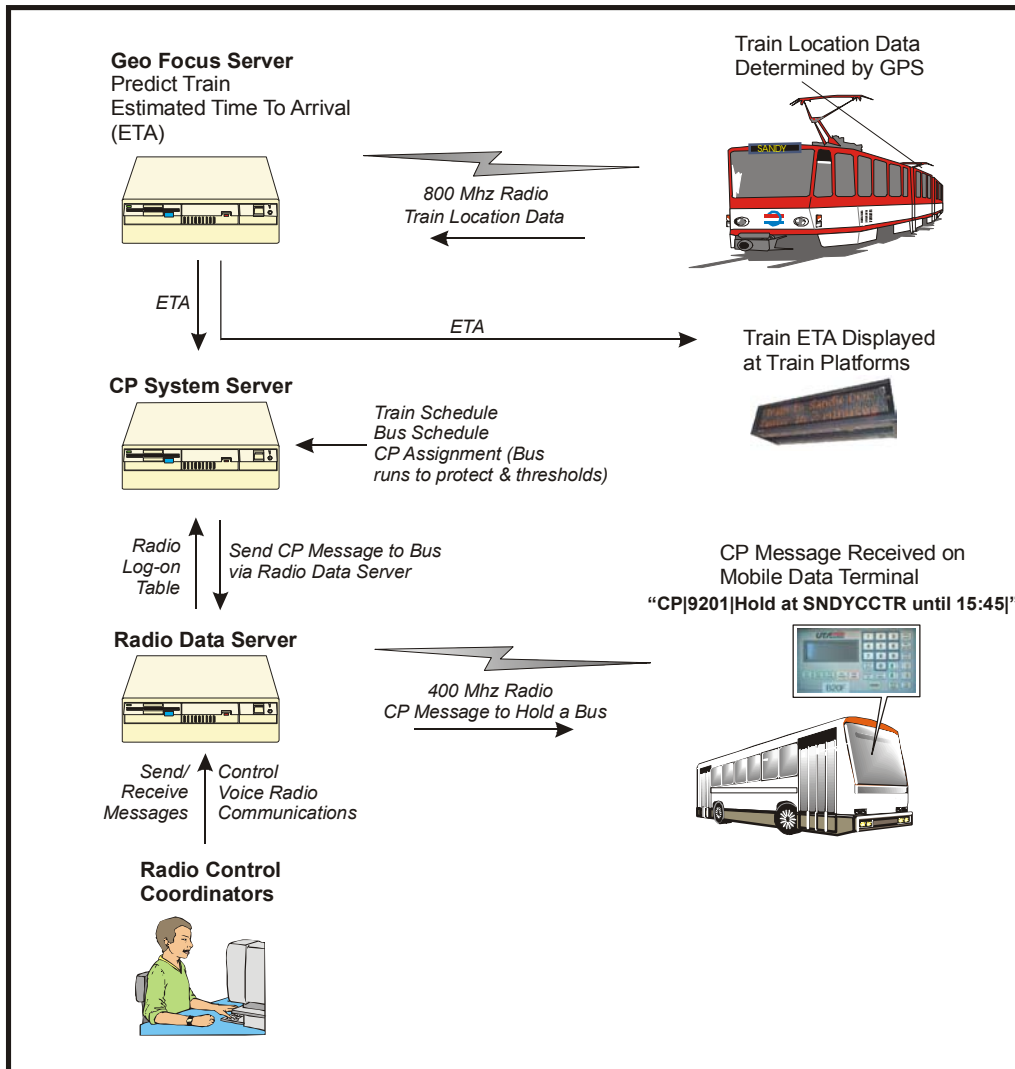 Geo Focus Server
Predict Train
Estimated Time To Arrival
(ETA)
Train Location Data
Determined by GPS
SANDY
800 Mhz Radio
Train Location Data
ETA
ETA
Train ETA Displayed
at Train Platforms
CP System Server
Train Schedule
Bus Schedule
CP Assignment (Bus
runs to protect & thresholds)
Radio
Log-on
Table
Send CP Message to Bus
via Radio Data Server
CP Message Received on
Mobile Data Terminal
“CP|9201|Hold at SNDYCCTR until 15:45|”
UTA
Radio Data Server
400 Mhz Radio
CP Message to Hold a Bus
Send/
Receive
Messages
Control
Voice Radio
Communications
Radio Control
Coordinators